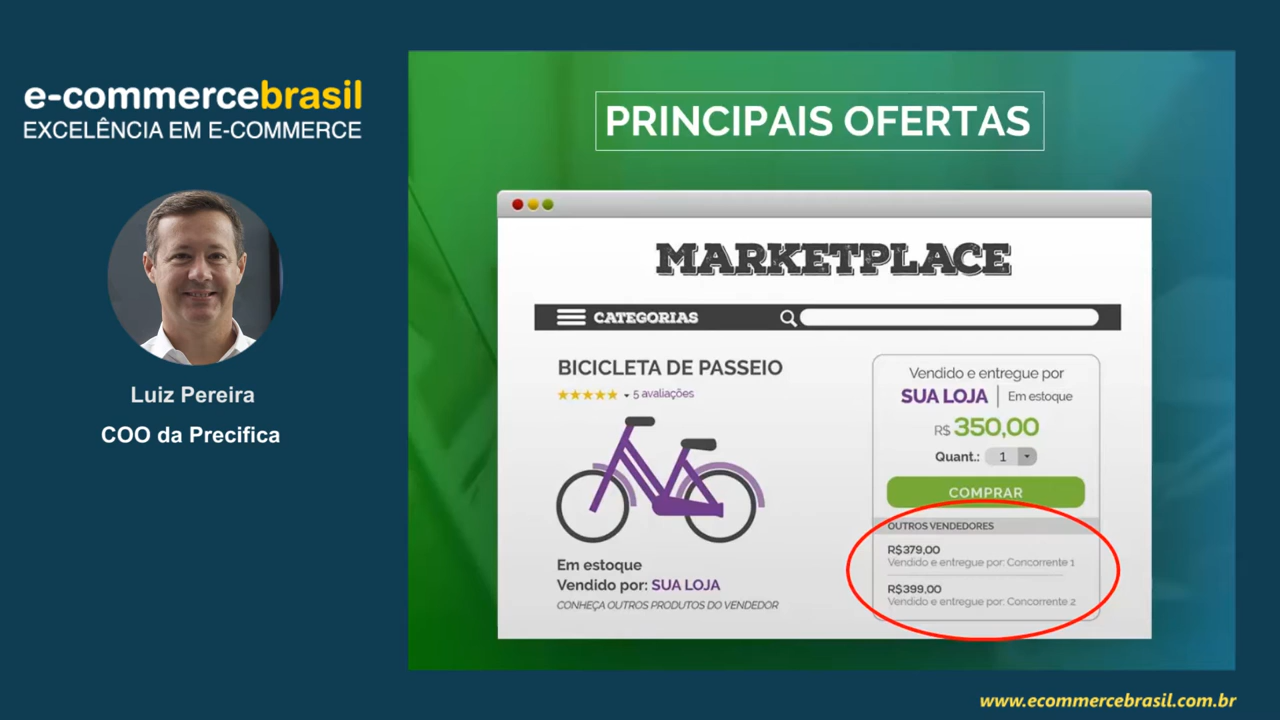 e-commercebrasil
EXCELÊNCIA EM E-COMMERCE
Luiz Pereira
COO da Precifica
PRINCIPAIS OFERTAS
MARKETPLACE
CATEGORIAS
BICICLETA DE PASSEIO
5 avaliações
Em estoque
Vendido por: SUA LOJA
CONHEÇA OUTROS PRODUTOS DO VENDEDOR
Vendido e entregue por
SUA LOJA | Em estoque
R$ 350,00
Quant.: 1
COMPRAR
OUTROS VENDEDORES
R$379,00
Vendido e entregue por: Concorrente 1
R$399,00
Vendido e entregue por: Concorrente 2
www.ecommercebrasil.com.br